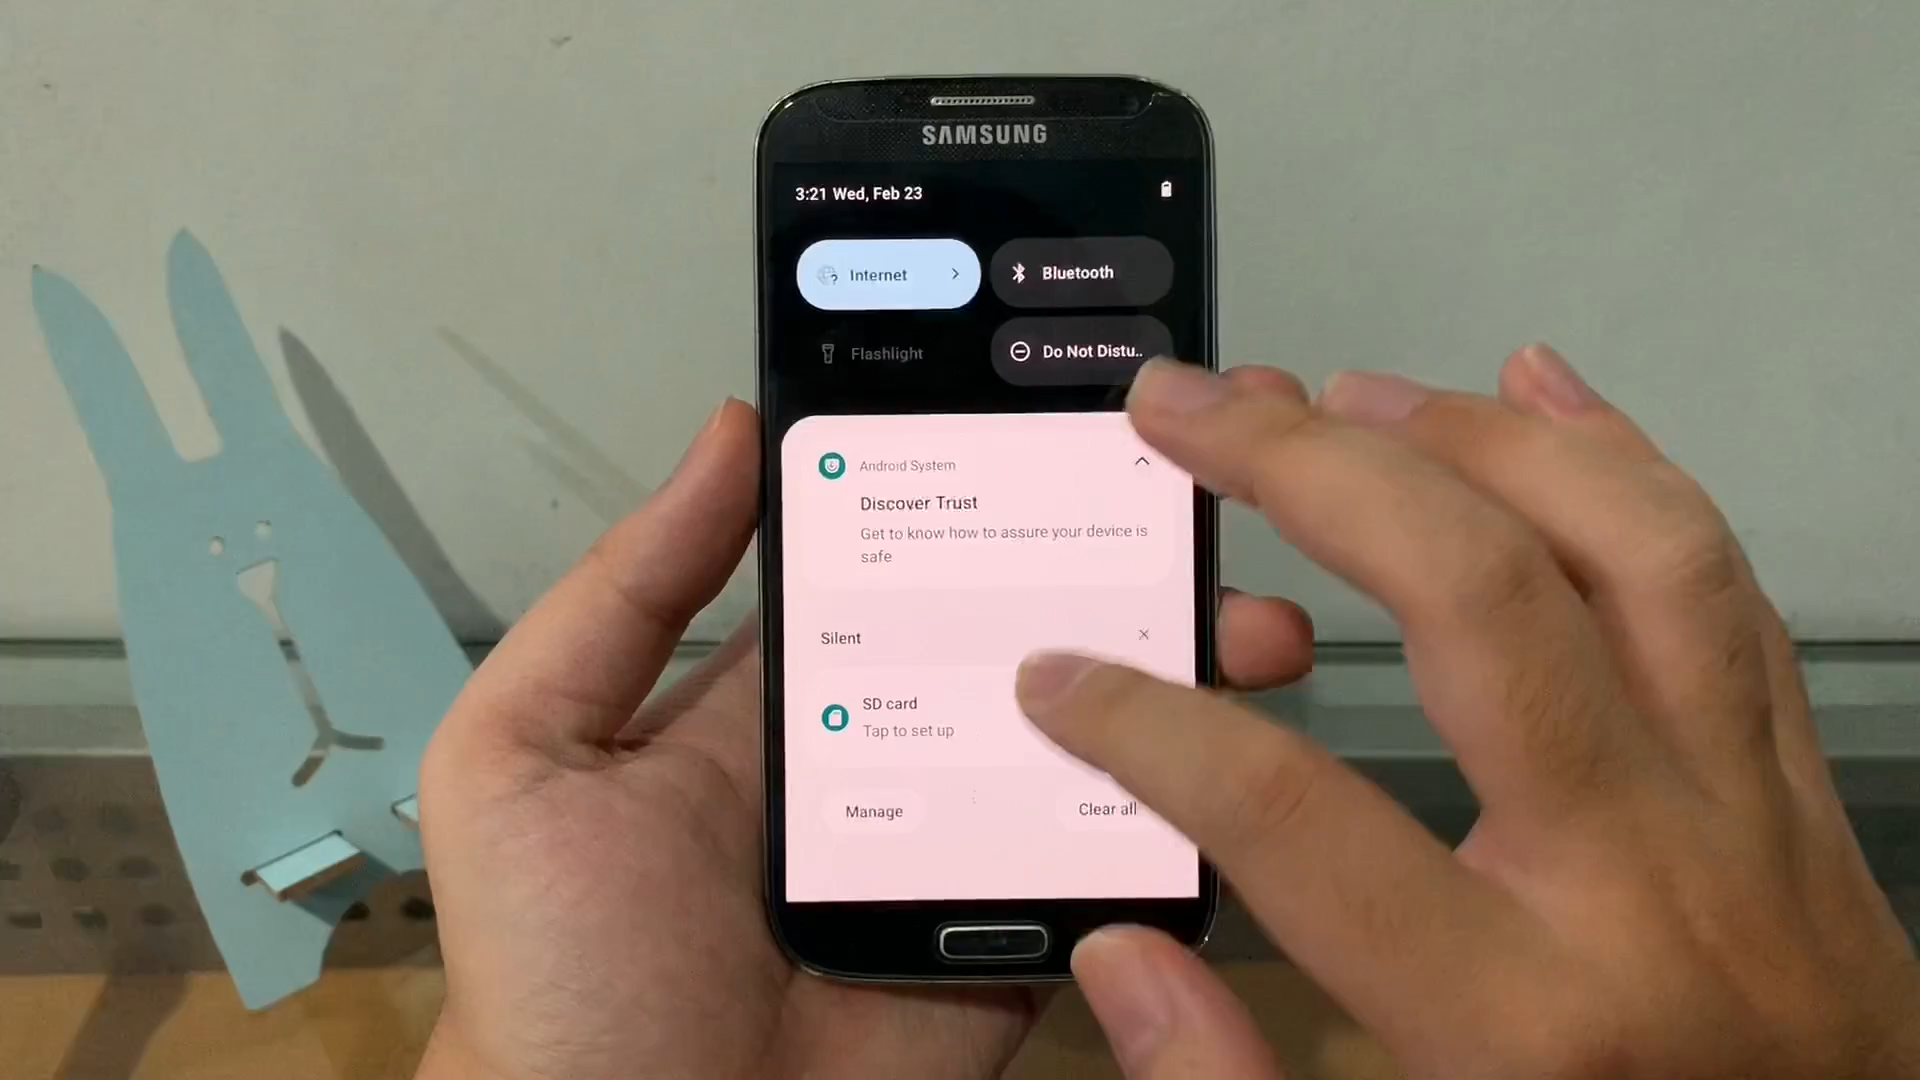 SAMSUNG
3:21 Wed, Feb 23
Internet
Bluetooth
Flashlight
Do Not Distu..
Android System
Discover Trust
Get to know how to assure your device is
safe
Silent
SD card
Tap to set up
Manage
Clear all